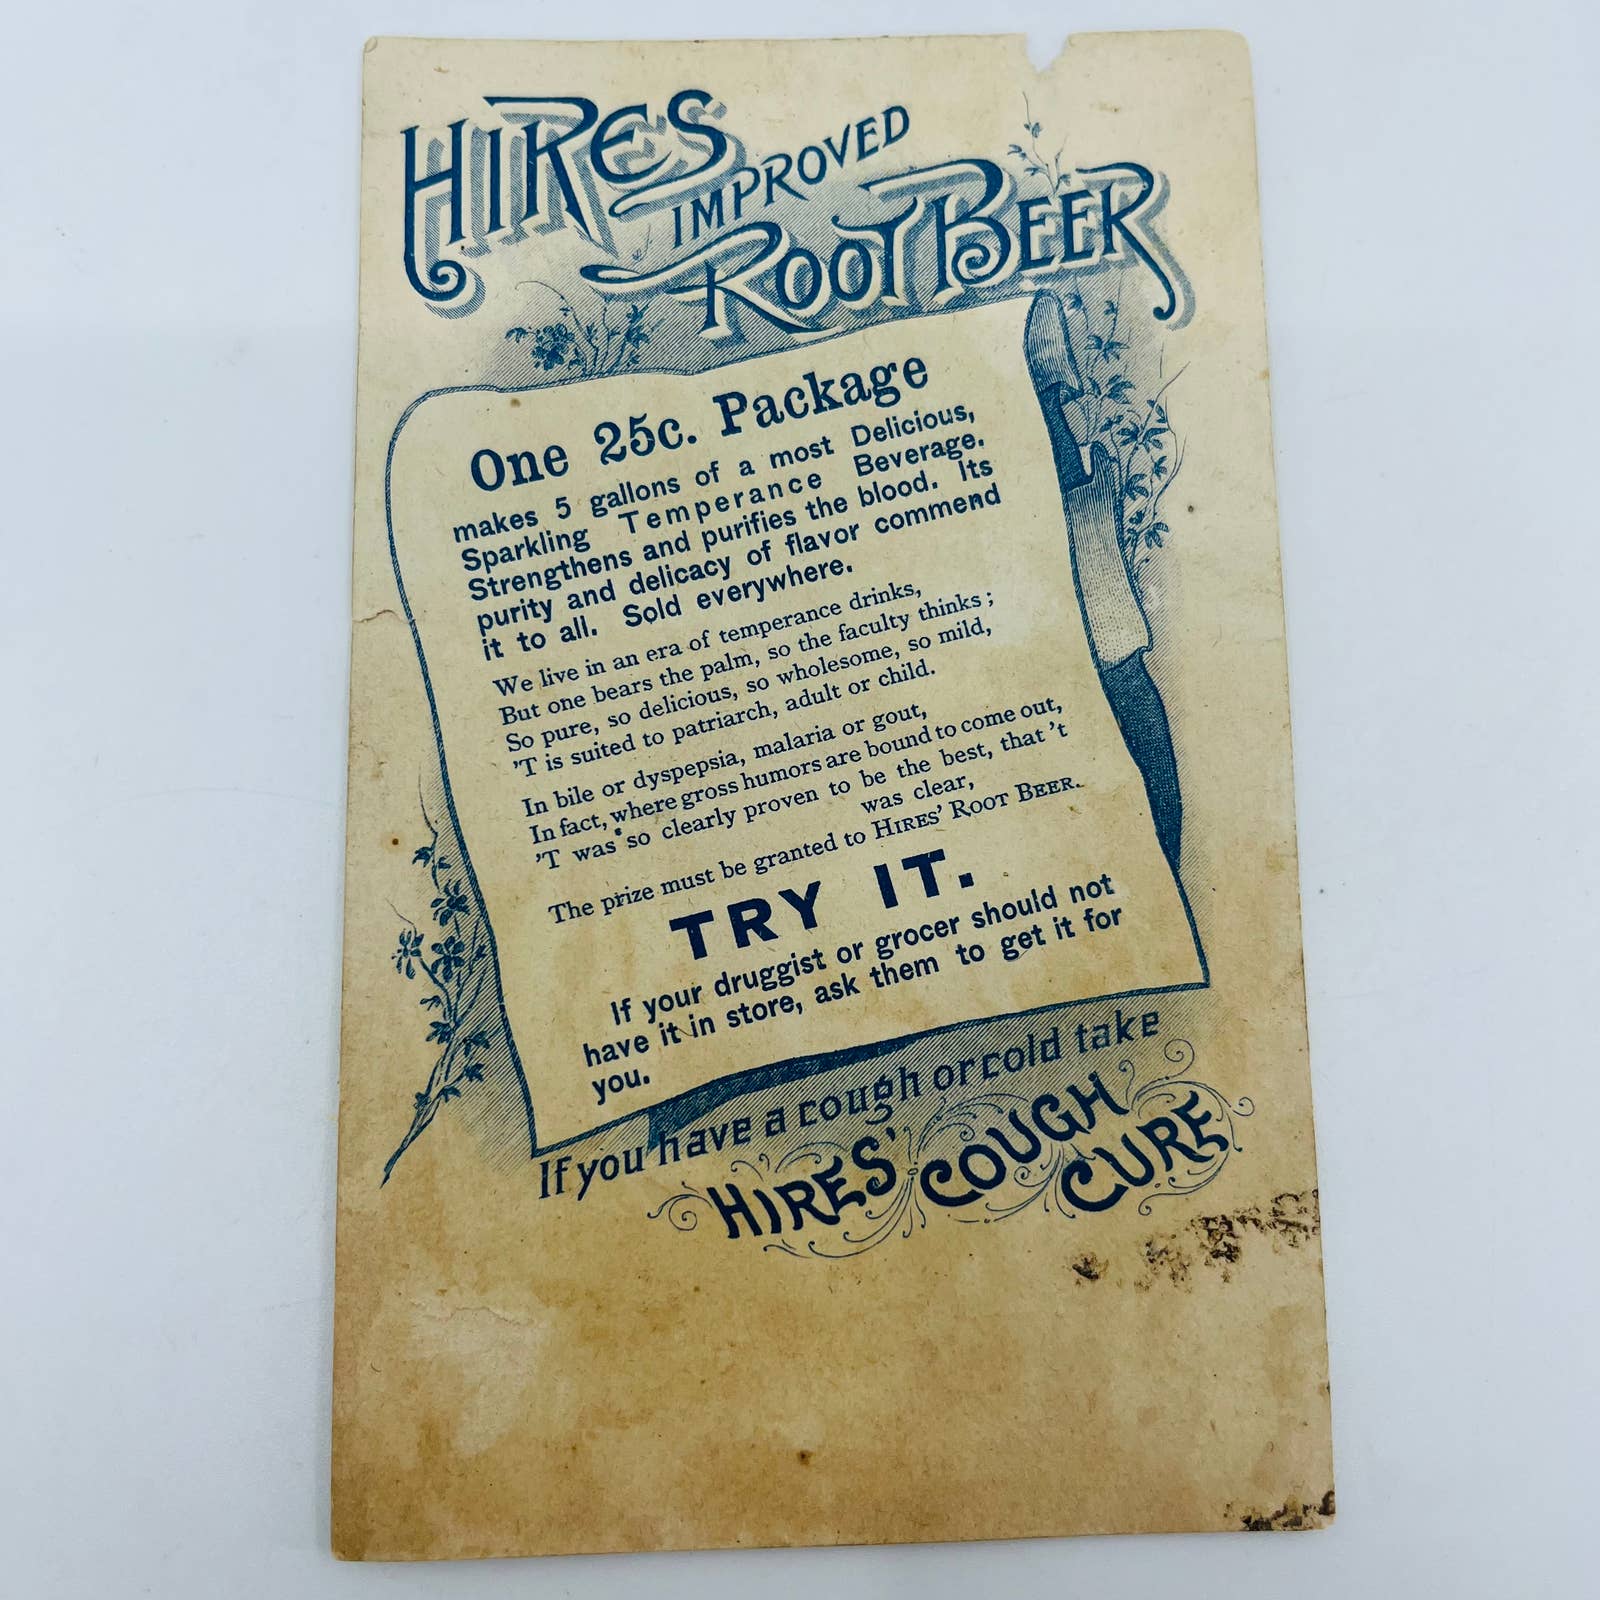 HIRES
IMPROVED
ROOT BEER
One 25c. Package
makes 5 gallons of a most Delicious,
Sparkling Temperance Beverage.
Strengthens and purifies the blood. Its
purity and delicacy of flavor commend
it to all. Sold everywhere.
We live in an era of temperance drinks,
But one bears the palm, so the faculty thinks;
So pure, so delicious, so wholesome, so mild,
'T is suited to patriarch, adult or child.
In bile or dyspepsia, malaria or gout,
In fact, where gross humors are bound to come out,
'T was so clearly proven to be the best, that 't
was clear,
The prize must be granted to HIRES' ROOT BEER.
TRY IT.
If your druggist or grocer should not
have it in store, ask them to get it for
you.
If you have a cough or cold take
HIRES' COUGH
CURE